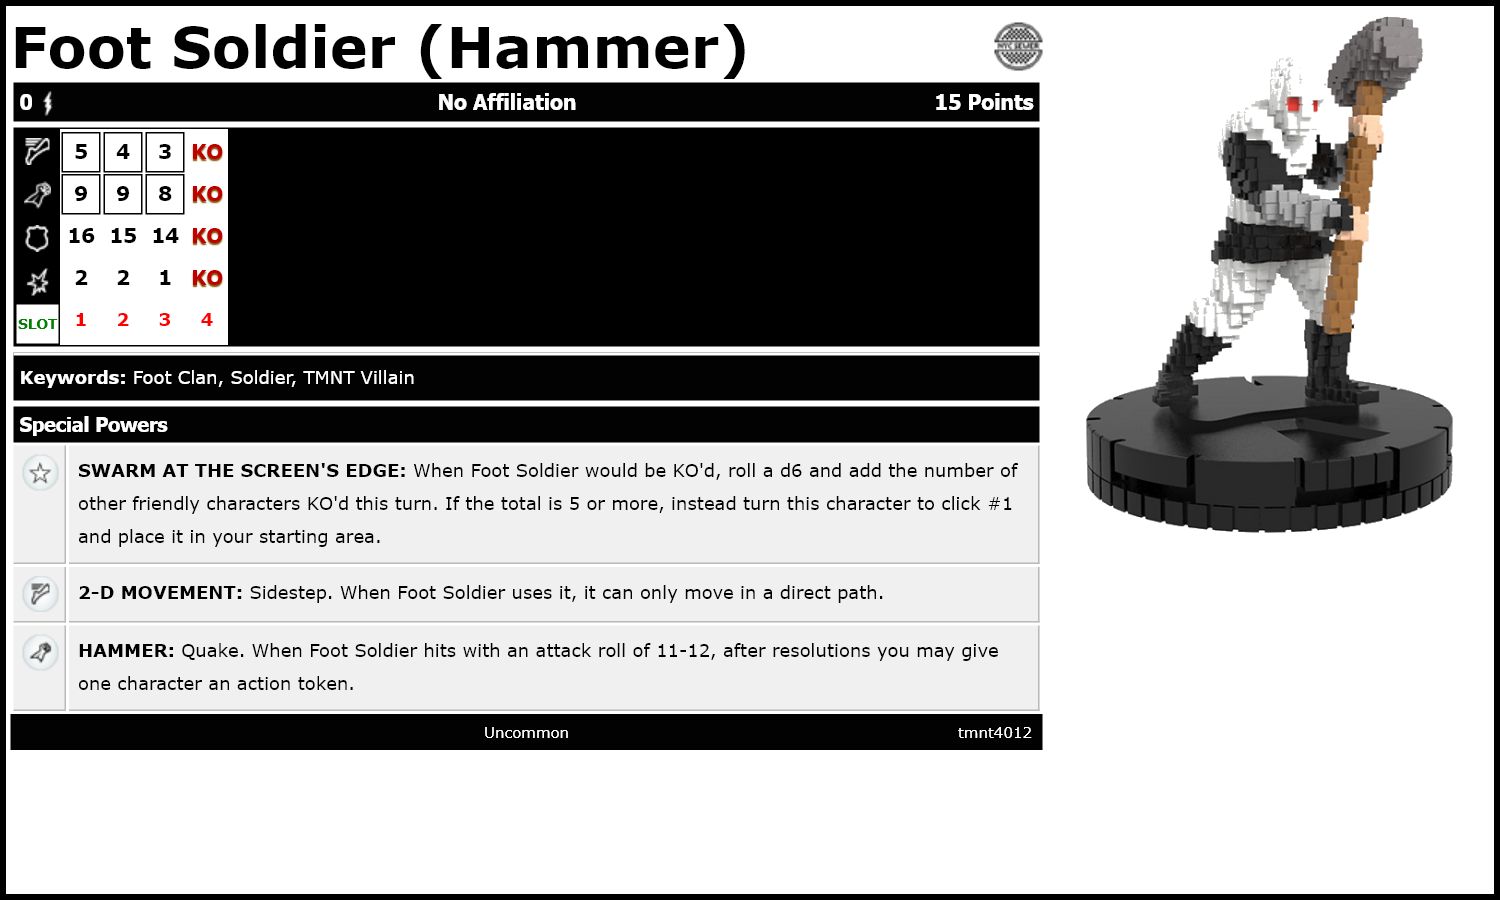 Foot Soldier (Hammer)
NYC SEWER
0 No Affiliation 15 Points
5 4 3 KO
9 9 8 KO
16 15 14 KO
2 2 1 KO
SLOT 1 2 3 4
Keywords: Foot Clan, Soldier, TMNT Villain
Special Powers
SWARM AT THE SCREEN'S EDGE: When Foot Soldier would be KO'd, roll a d6 and add the number of
other friendly characters KO'd this turn. If the total is 5 or more, instead turn this character to click #1
and place it in your starting area.
2-D MOVEMENT: Sidestep. When Foot Soldier uses it, it can only move in a direct path.
HAMMER: Quake. When Foot Soldier hits with an attack roll of 11-12, after resolutions you may give
one character an action token.
Uncommon tmnt4012